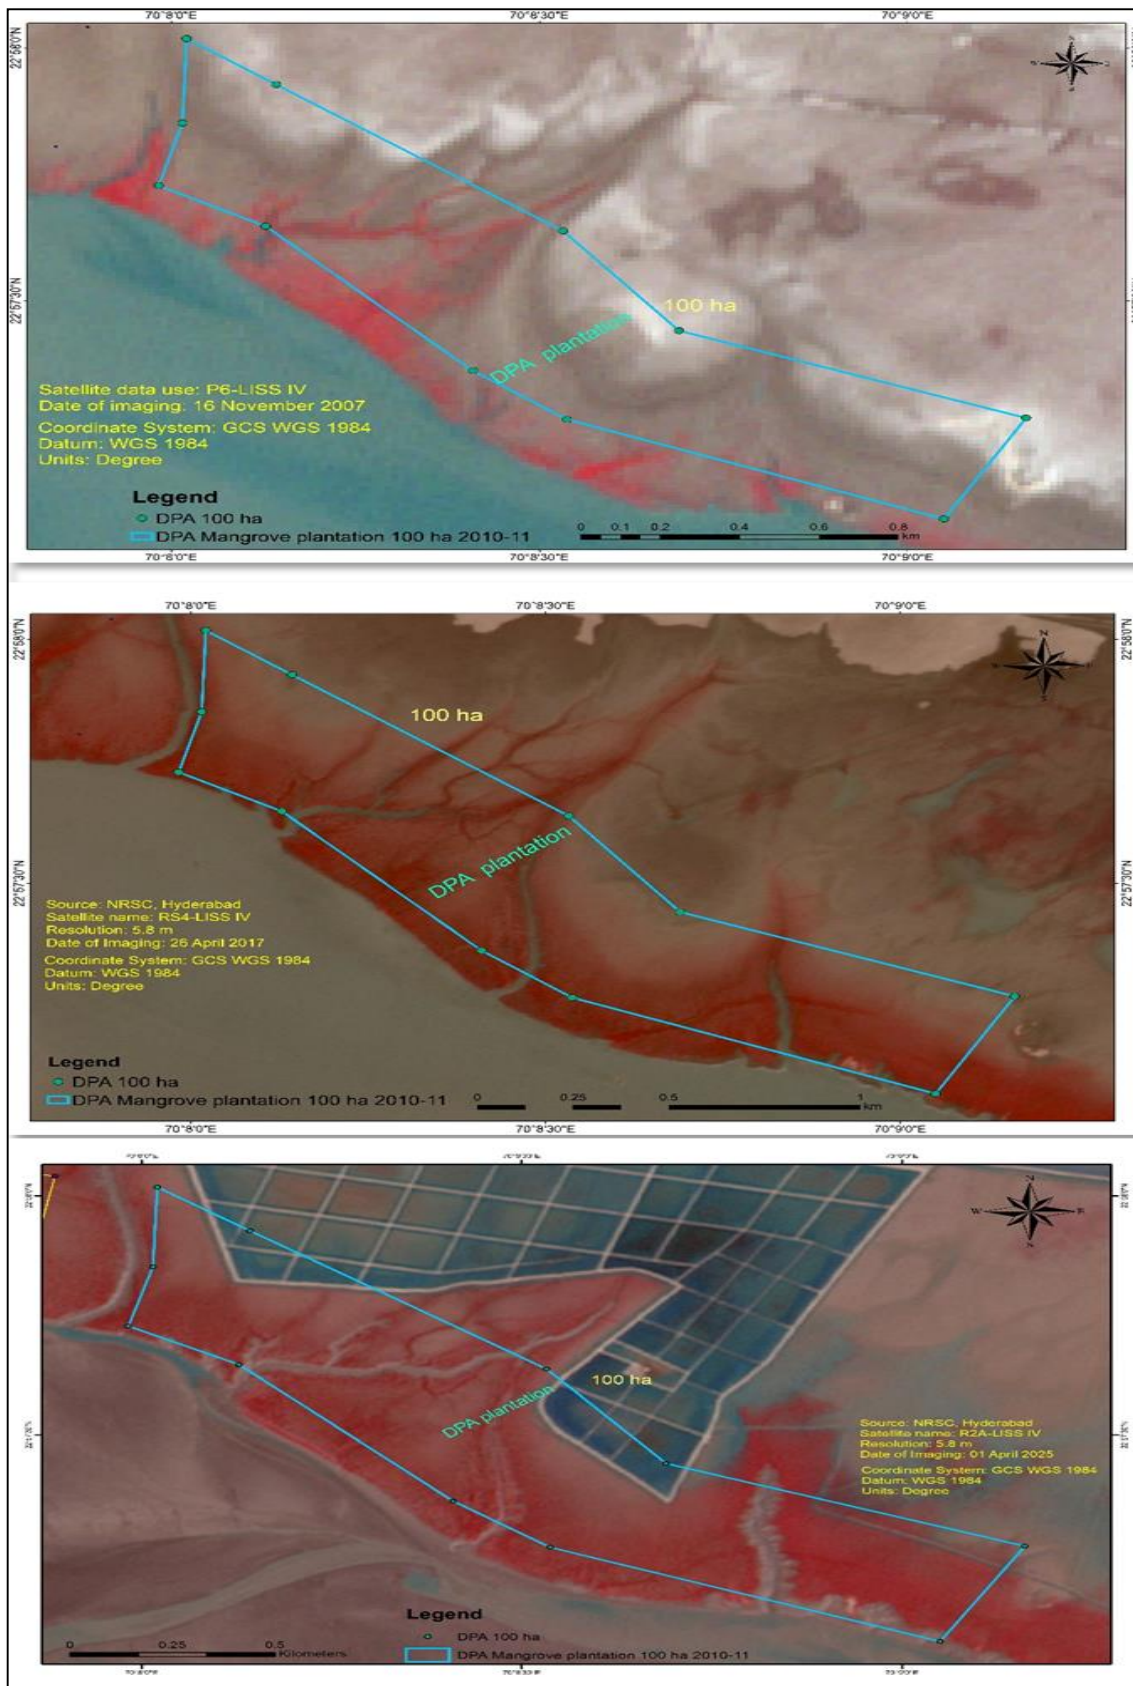 70°8'0"E 70°8'30"E 70°9'0"E
22°58'0"N
22°57'30"N
100 ha
DPA plantation
Satellite data use: P6-LISS IV
Date of imaging: 16 November 2007
Coordinate System: GCS WGS 1984
Datum: WGS 1984
Units: Degree
Legend
DPA 100 ha
DPA Mangrove plantation 100 ha 2010-11
0 0.1 0.2 0.4 0.6 0.8
km
70°8'0"E 70°8'30"E 70°9'0"E
70°8'0"E 70°8'30"E 70°9'0"E
22°58'0"N 22°58'0"N
N
S
100 ha
DPA plantation
22°57'30"N 22°57'30"N
Source: NRSC, Hyderabad
Satellite name: RS4-LISS IV
Resolution: 5.8 m
Date of Imaging: 26 April 2017
Coordinate System: GCS WGS 1984
Datum: WGS 1984
Units: Degree
Legend
DPA 100 ha
DPA Mangrove plantation 100 ha 2010-11
0 0.25 0.5 1
km
70°8'0"E 70°8'30"E 70°9'0"E
N
W E
100 ha
DPA plantation
Source: NRSC, Hyderabad
Satellite name: R2A-LISS IV
Resolution: 5.8 m
Date of Imaging: 01 April 2025
Coordinate System: GCS WGS 1984
Datum: WGS 1984
Units: Degree
Legend
DPA 100 ha
DPA Mangrove plantation 100 ha 2010-11
0 0.25 0.5
Kilometers